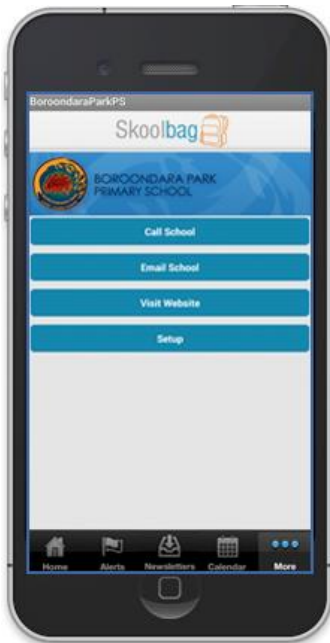 BoroondaraParkPS
Skoolbag
BOROONDARA PARK
PRIMARY SCHOOL
Call School
Email School
Visit Website
Setup
Home Alerts Newsletters Calendar More